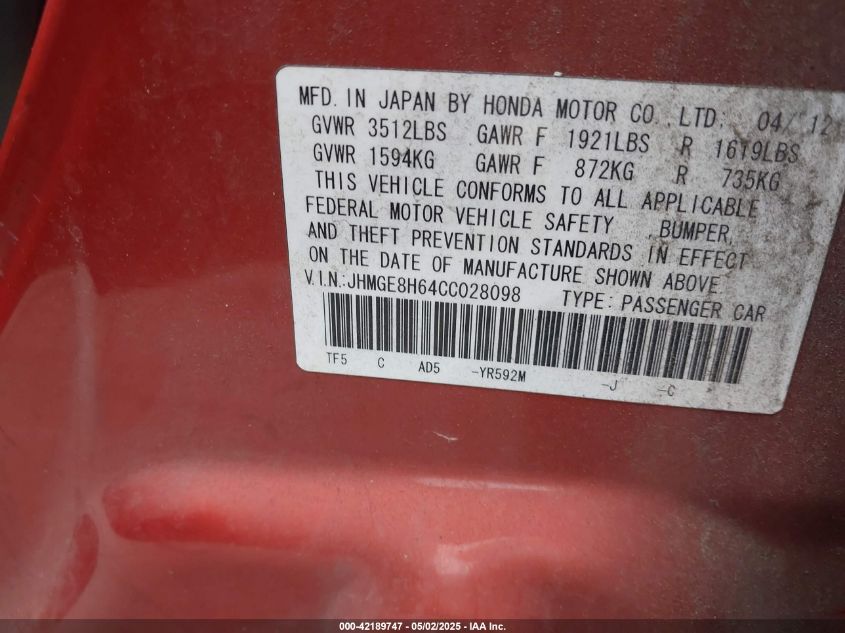 MFD. IN JAPAN BY HONDA MOTOR CO., LTD. 04/ 12
GVWR 3512LBS GAWR F 1921LBS R 1619LBS
GVWR 1594KG GAWR F 872KG R 735KG
THIS VEHICLE CONFORMS TO ALL APPLICABLE
FEDERAL MOTOR VEHICLE SAFETY ,BUMPER,
AND THEFT PREVENTION STANDARDS IN EFFECT
ON THE DATE OF MANUFACTURE SHOWN ABOVE.
V.I.N.:JHMGE8H64CC028098 TYPE: PASSENGER CAR
TF5 C AD5 -YR592M -J -C
000-42189747 - 05/02/2025 - IAA Inc.